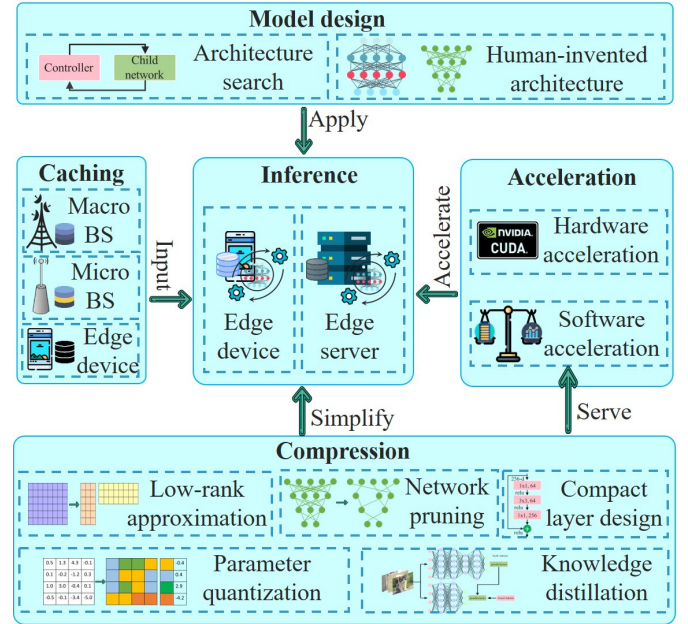 Model design
Controller
Child
network
Architecture
search
Human-invented
architecture
Apply
Caching
Macro
BS
Micro
BS
Edge
device
Input
Inference
Edge
device
Edge
server
Accelerate
Acceleration
NVIDIA.
CUDA.
Hardware
acceleration
Software
acceleration
Simplify
Serve
Compression
Low-rank
approximation
Network
pruning
256-d
1x1, 64
relu
3x3, 64
relu
1x1, 256
relu
Compact
layer design
0.5 1.3 4.3 -0.1
0.1 -0.2 -1.2 0.3
1.0 3.0 -0.4 0.1
-0.5 -0.1 -3.4 -5.0
-0.4
0.4
2.9
-4.2
Parameter
quantization
Knowledge
distillation